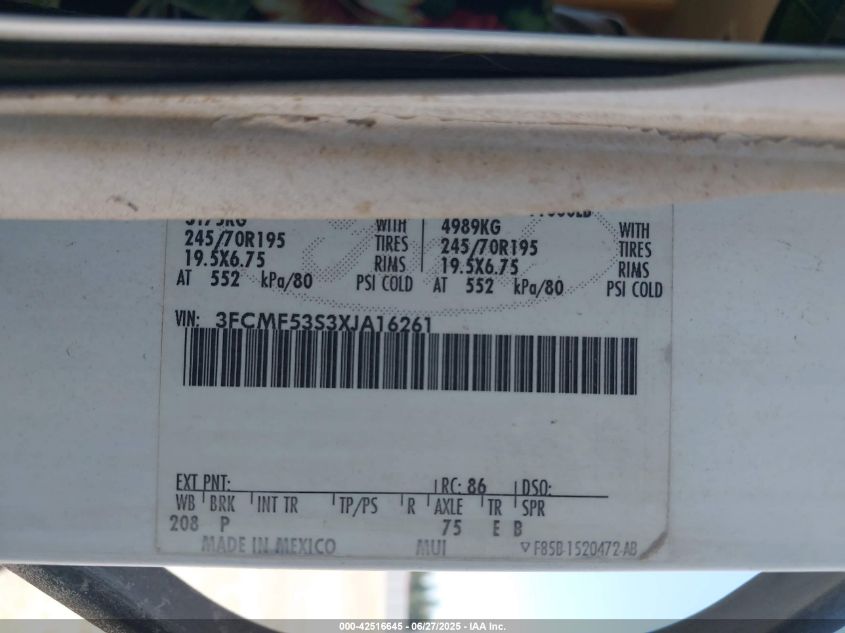 3175KG WITH 4989KG WITH
245/70R195 TIRES 245/70R195 TIRES
19.5X6.75 RIMS 19.5X6.75 RIMS
AT 552 kPa/80 PSI COLD AT 552 kPa/80 PSI COLD
VIN: 3FCMF53S3XJA16261
EXT PNT: RC: 86 DSO:
WB BRK INT TR TP/PS R AXLE TR SPR
208 P 75 E B
MADE IN MEXICO MUI F85B-1520472-AB
000-42516645 - 06/27/2025 - IAA Inc.